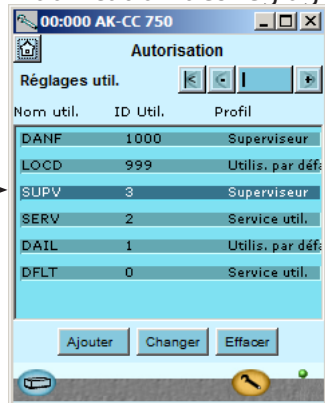 00:000 AK-CC 750
Autorisation
Réglages util.
Nom util. ID Util. Profil
DANF 1000 Superviseur
LOCD 999 Utilis. par défa
SUPV 3 Superviseur
SERV 2 Service util.
DAIL 1 Utilis. par défa
DFLT 0 Service util.
Ajouter Changer Effacer